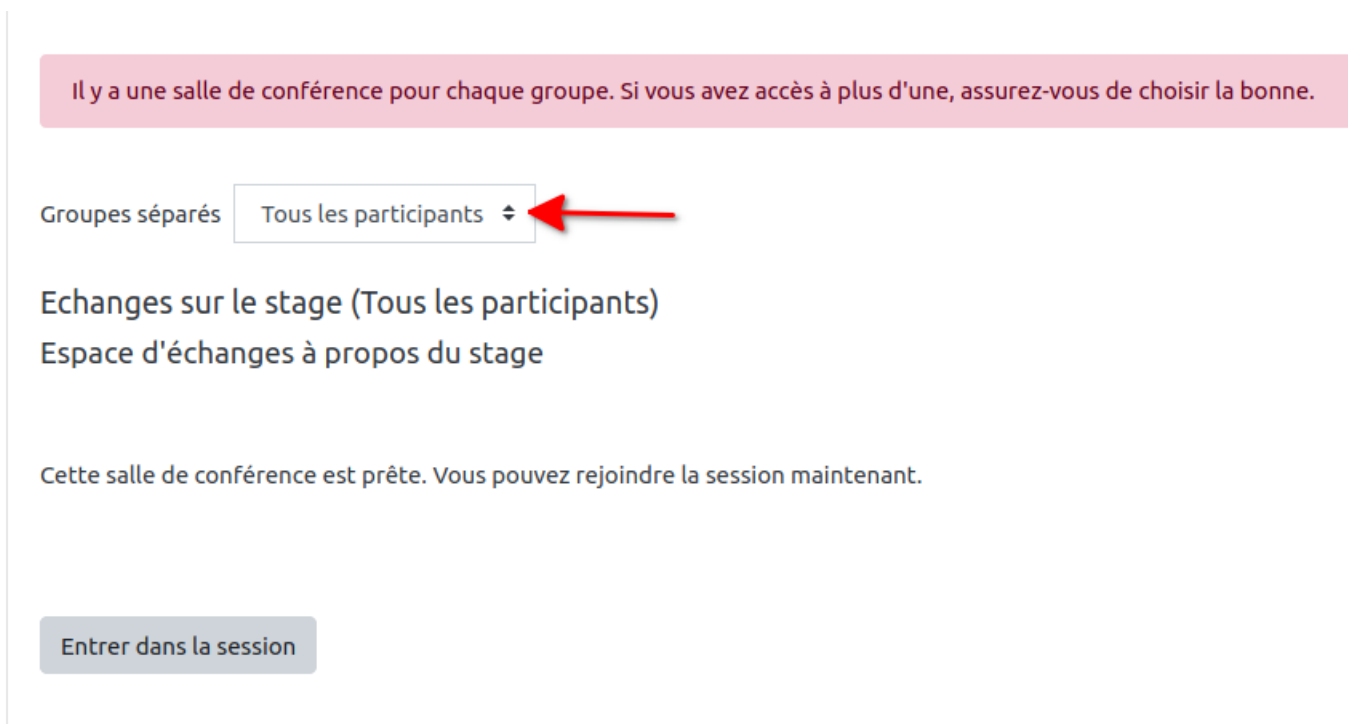 Il y a une salle de conférence pour chaque groupe. Si vous avez accès à plus d'une, assurez-vous de choisir la bonne.
Groupes séparés Tous les participants
Echanges sur le stage (Tous les participants)
Espace d'échanges à propos du stage
Cette salle de conférence est prête. Vous pouvez rejoindre la session maintenant.
Entrer dans la session